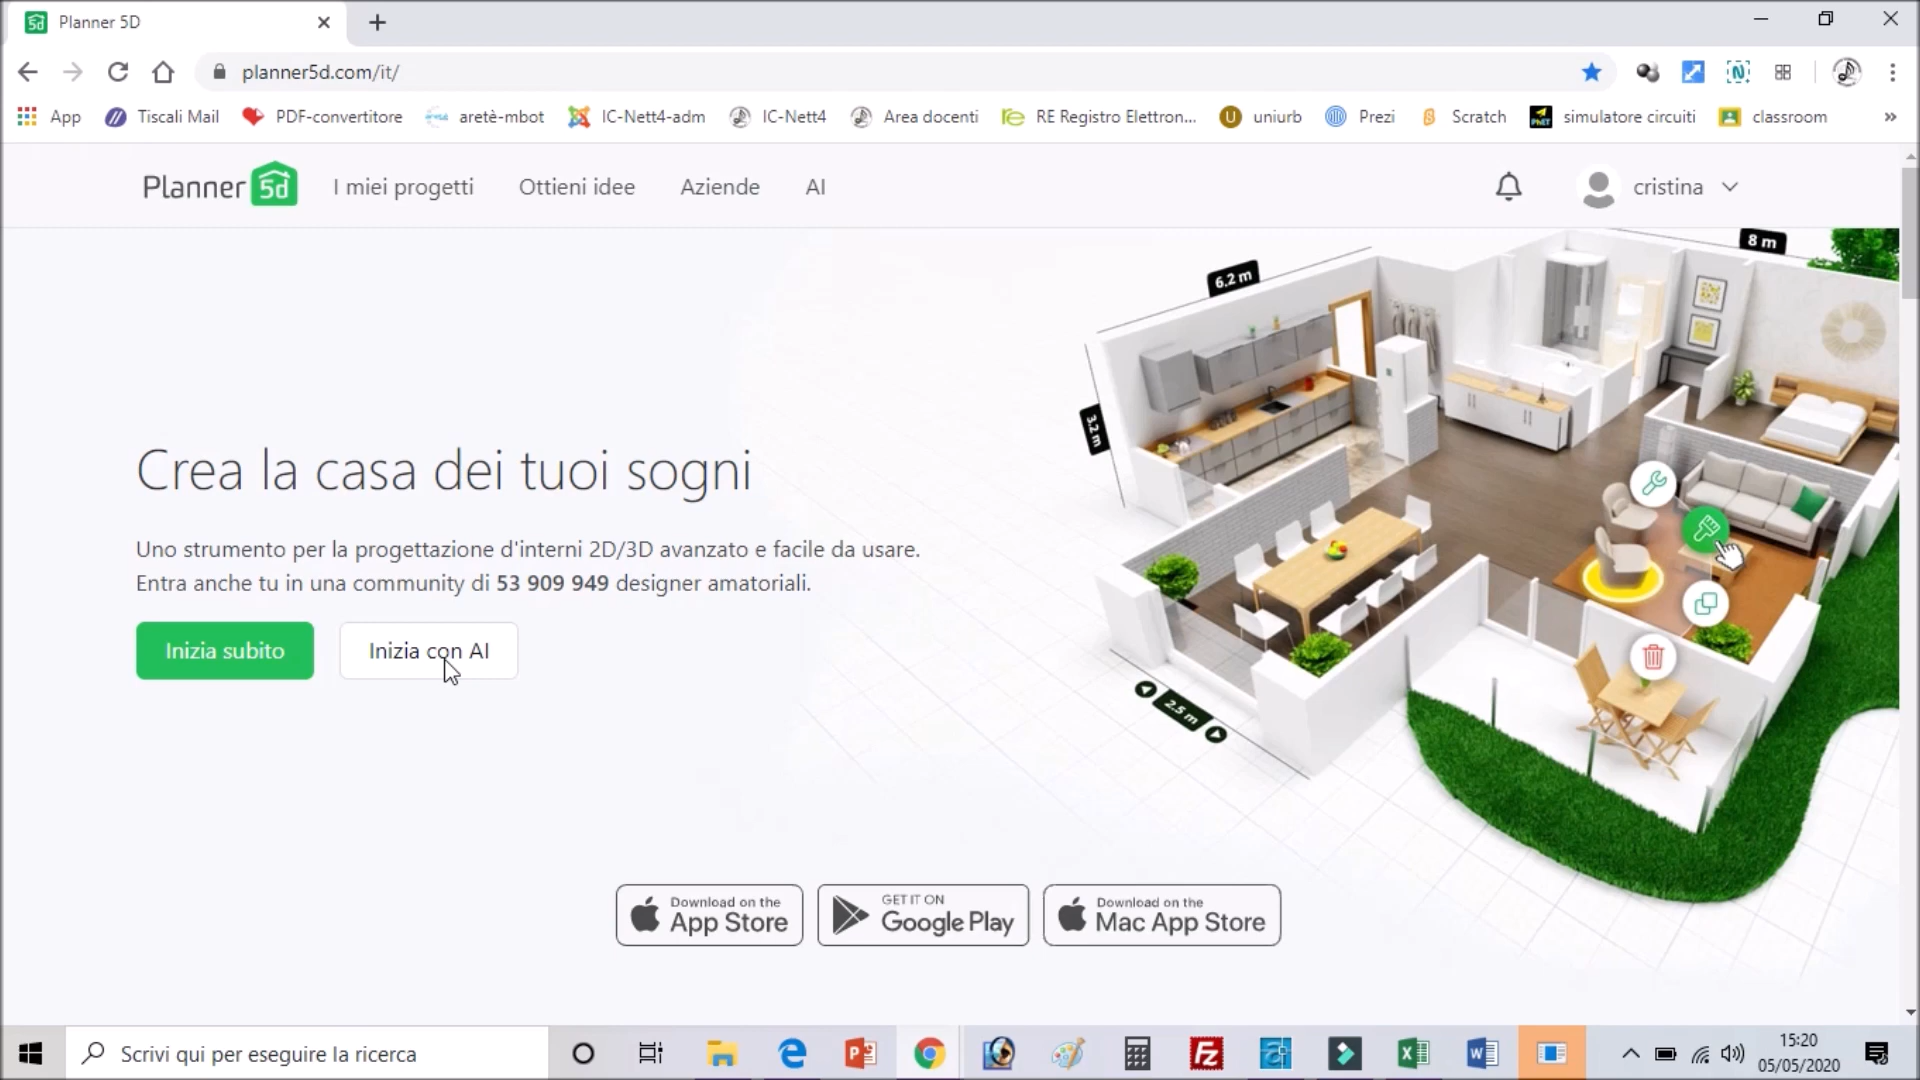 Planner 5D
planner5d.com/it/
App
Tiscali Mail
PDF-convertitore
aretè-mbot
IC-Nett4-adm
IC-Nett4
Area docenti
RE Registro Elettron...
uniurb
Prezi
Scratch
simulatore circuiti
classroom
Planner 5d
I miei progetti
Ottieni idee
Aziende
AI
cristina
8 m
6.2 m
3.2 m
2.5 m
Crea la casa dei tuoi sogni
Uno strumento per la progettazione d'interni 2D/3D avanzato e facile da usare.
Entra anche tu in una community di 53 909 949 designer amatoriali.
Inizia subito
Inizia con AI
Download on the
App Store
GET IT ON
Google Play
Download on the
Mac App Store
Scrivi qui per eseguire la ricerca
15:20
05/05/2020